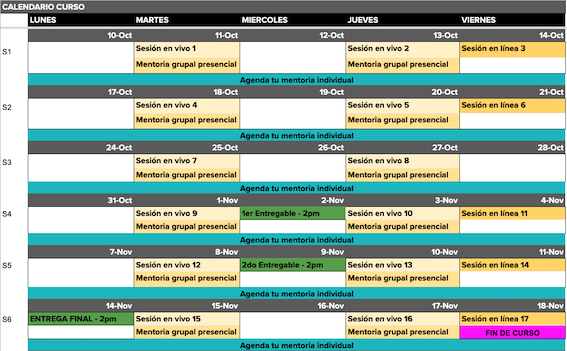 CALENDARIO CURSO
LUNES MARTES MIERCOLES JUEVES VIERNES
10-Oct 11-Oct 12-Oct 13-Oct 14-Oct
S1 Sesión en vivo 1 Sesión en vivo 2 Sesión en línea 3
Mentoria grupal presencial Mentoria grupal presencial
Agenda tu mentoria individual
17-Oct 18-Oct 19-Oct 20-Oct 21-Oct
S2 Sesión en vivo 4 Sesión en vivo 5 Sesión en línea 6
Mentoria grupal presencial Mentoria grupal presencial
Agenda tu mentoria individual
24-Oct 25-Oct 26-Oct 27-Oct 28-Oct
S3 Sesión en vivo 7 Sesión en vivo 8
Mentoria grupal presencial Mentoria grupal presencial
Agenda tu mentoria individual
31-Oct 1-Nov 2-Nov 3-Nov 4-Nov
S4 Sesión en vivo 9 1er Entregable - 2pm Sesión en vivo 10 Sesión en línea 11
Mentoria grupal presencial Mentoria grupal presencial
Agenda tu mentoria individual
7-Nov 8-Nov 9-Nov 10-Nov 11-Nov
S5 Sesión en vivo 12 2do Entregable - 2pm Sesión en vivo 13 Sesión en línea 14
Mentoria grupal presencial Mentoria grupal presencial
Agenda tu mentoria individual
14-Nov 15-Nov 16-Nov 17-Nov 18-Nov
S6 ENTREGA FINAL - 2pm Sesión en vivo 15 Sesión en vivo 16 Sesión en línea 17
Mentoria grupal presencial Mentoria grupal presencial FIN DE CURSO
Agenda tu mentoria individual